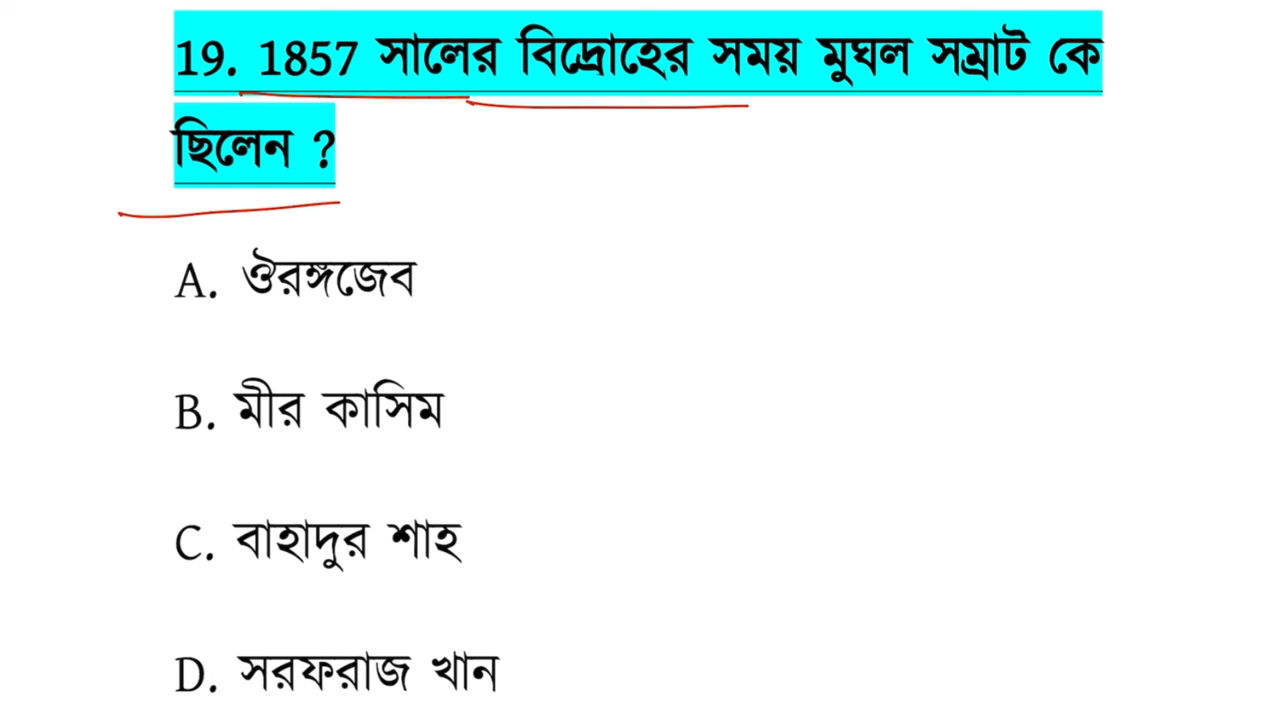 19. 1857 সালের বিদ্রোহের সময় মুঘল সম্রাট কে
ছিলেন ?
A. ঔরঙ্গজেব
B. মীর কাসিম
C. বাহাদুর শাহ
D. সরফরাজ খান